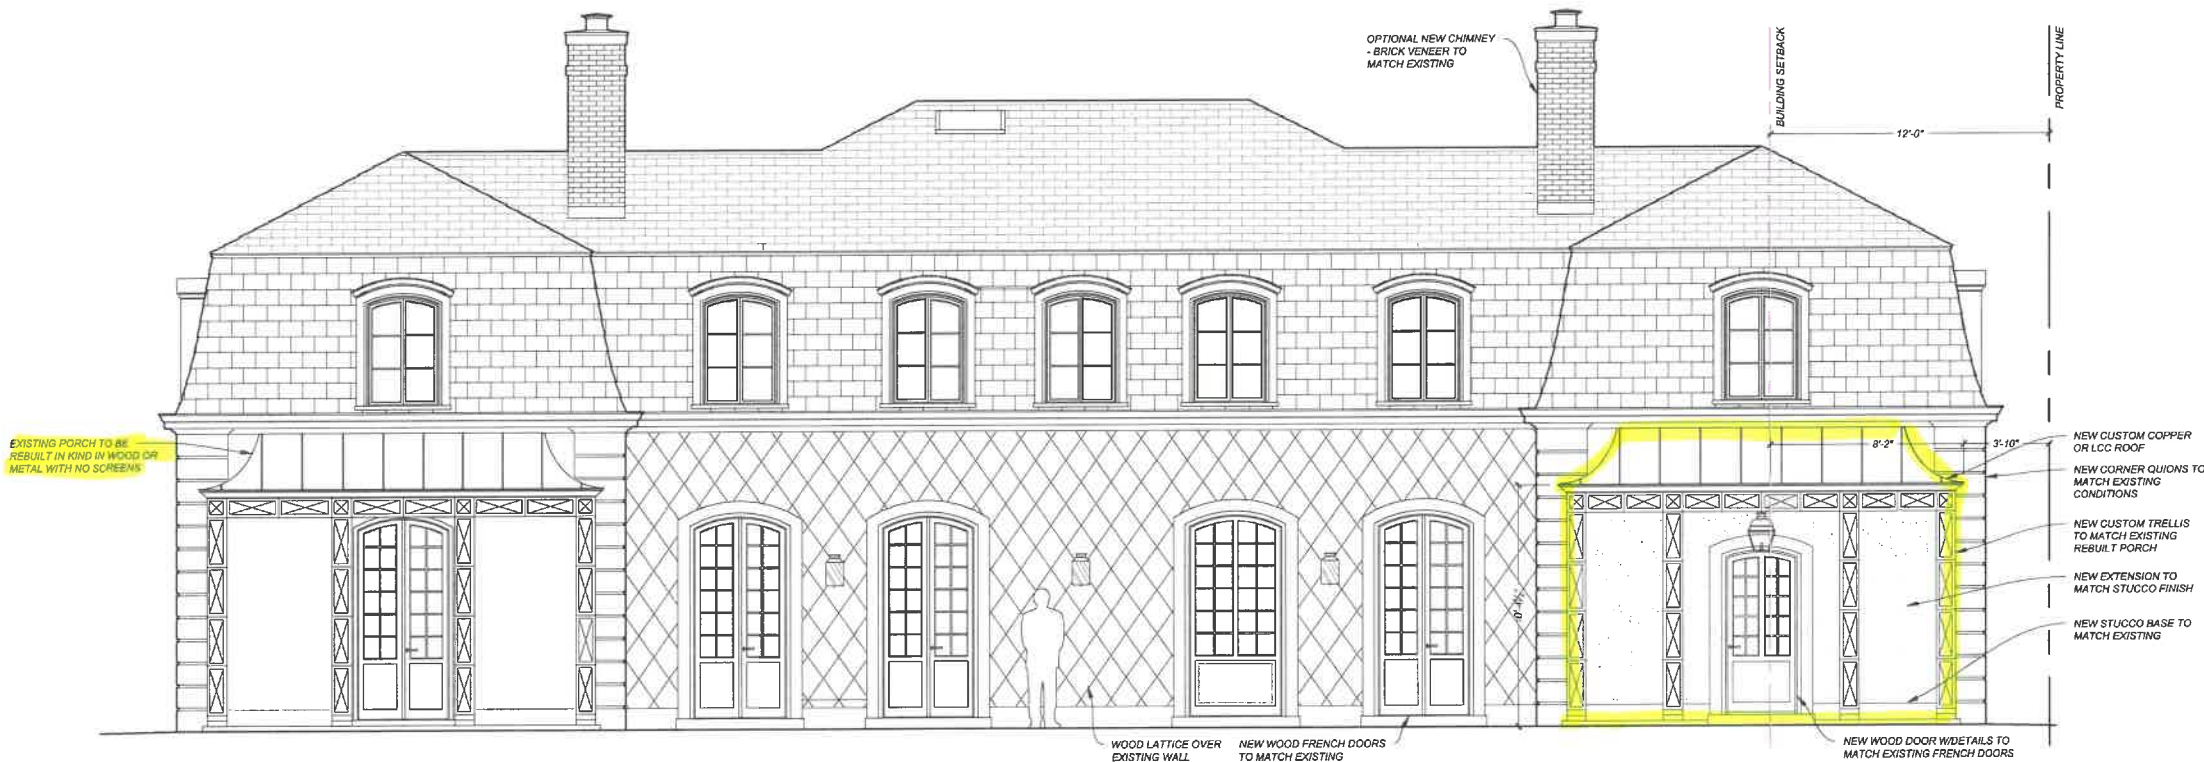 OPTIONAL NEW CHIMNEY
- BRICK VENEER TO
MATCH EXISTING
BUILDING SETBACK
PROPERTY LINE
12'-0"
EXISTING PORCH TO BE
REBUILT IN KIND IN WOOD OR
METAL WITH NO SCREENS
8'-2"
3'-10"
NEW CUSTOM COPPER
OR LCC ROOF
NEW CORNER QUIONS TO
MATCH EXISTING
CONDITIONS
NEW CUSTOM TRELLIS
TO MATCH EXISTING
REBUILT PORCH
NEW EXTENSION TO
MATCH STUCCO FINISH
NEW STUCCO BASE TO
MATCH EXISTING
WOOD LATTICE OVER
EXISTING WALL
NEW WOOD FRENCH DOORS
TO MATCH EXISTING
NEW WOOD DOOR W/DETAILS TO
MATCH EXISTING FRENCH DOORS